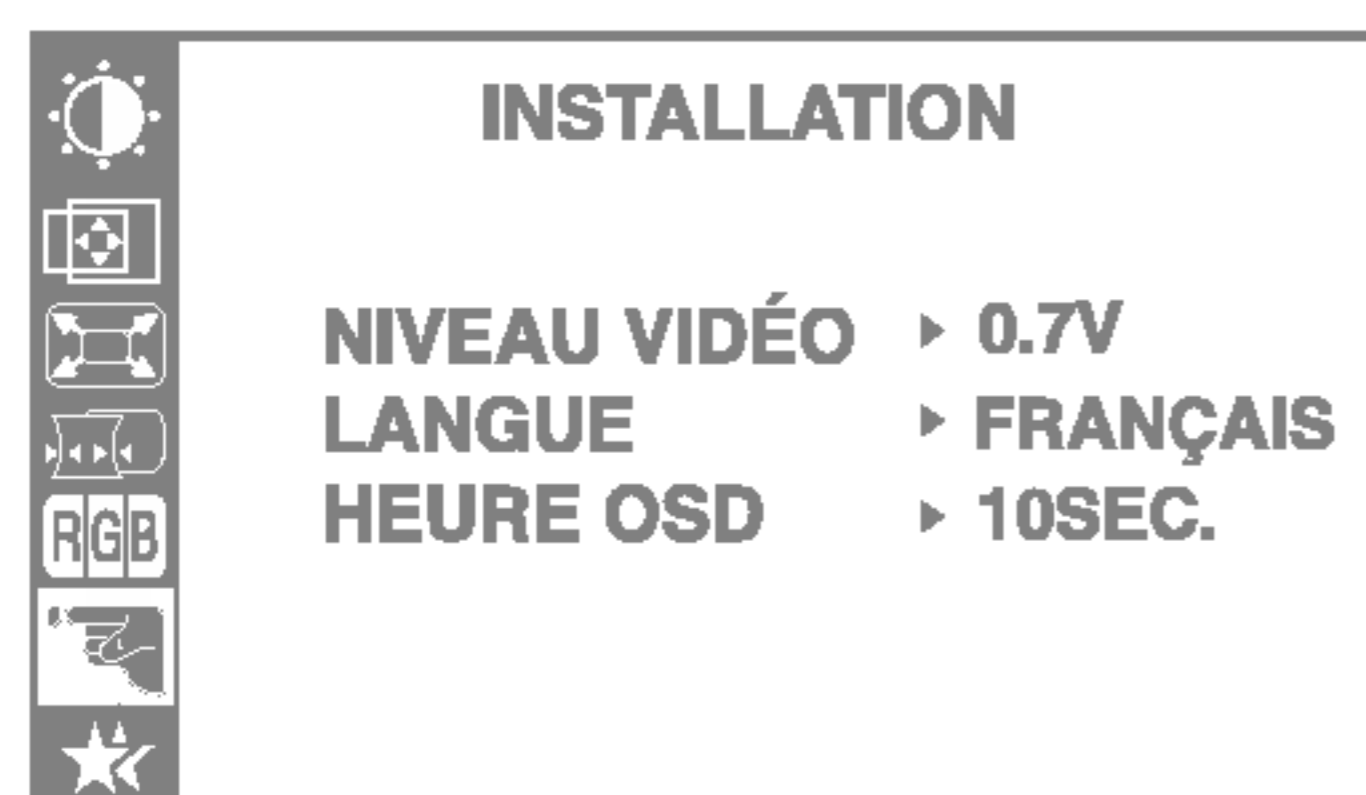 INSTALLATION
NIVEAU VIDÉO ▸ 0.7V
LANGUE ▸ FRANÇAIS
HEURE OSD ▸ 10SEC.
RGB